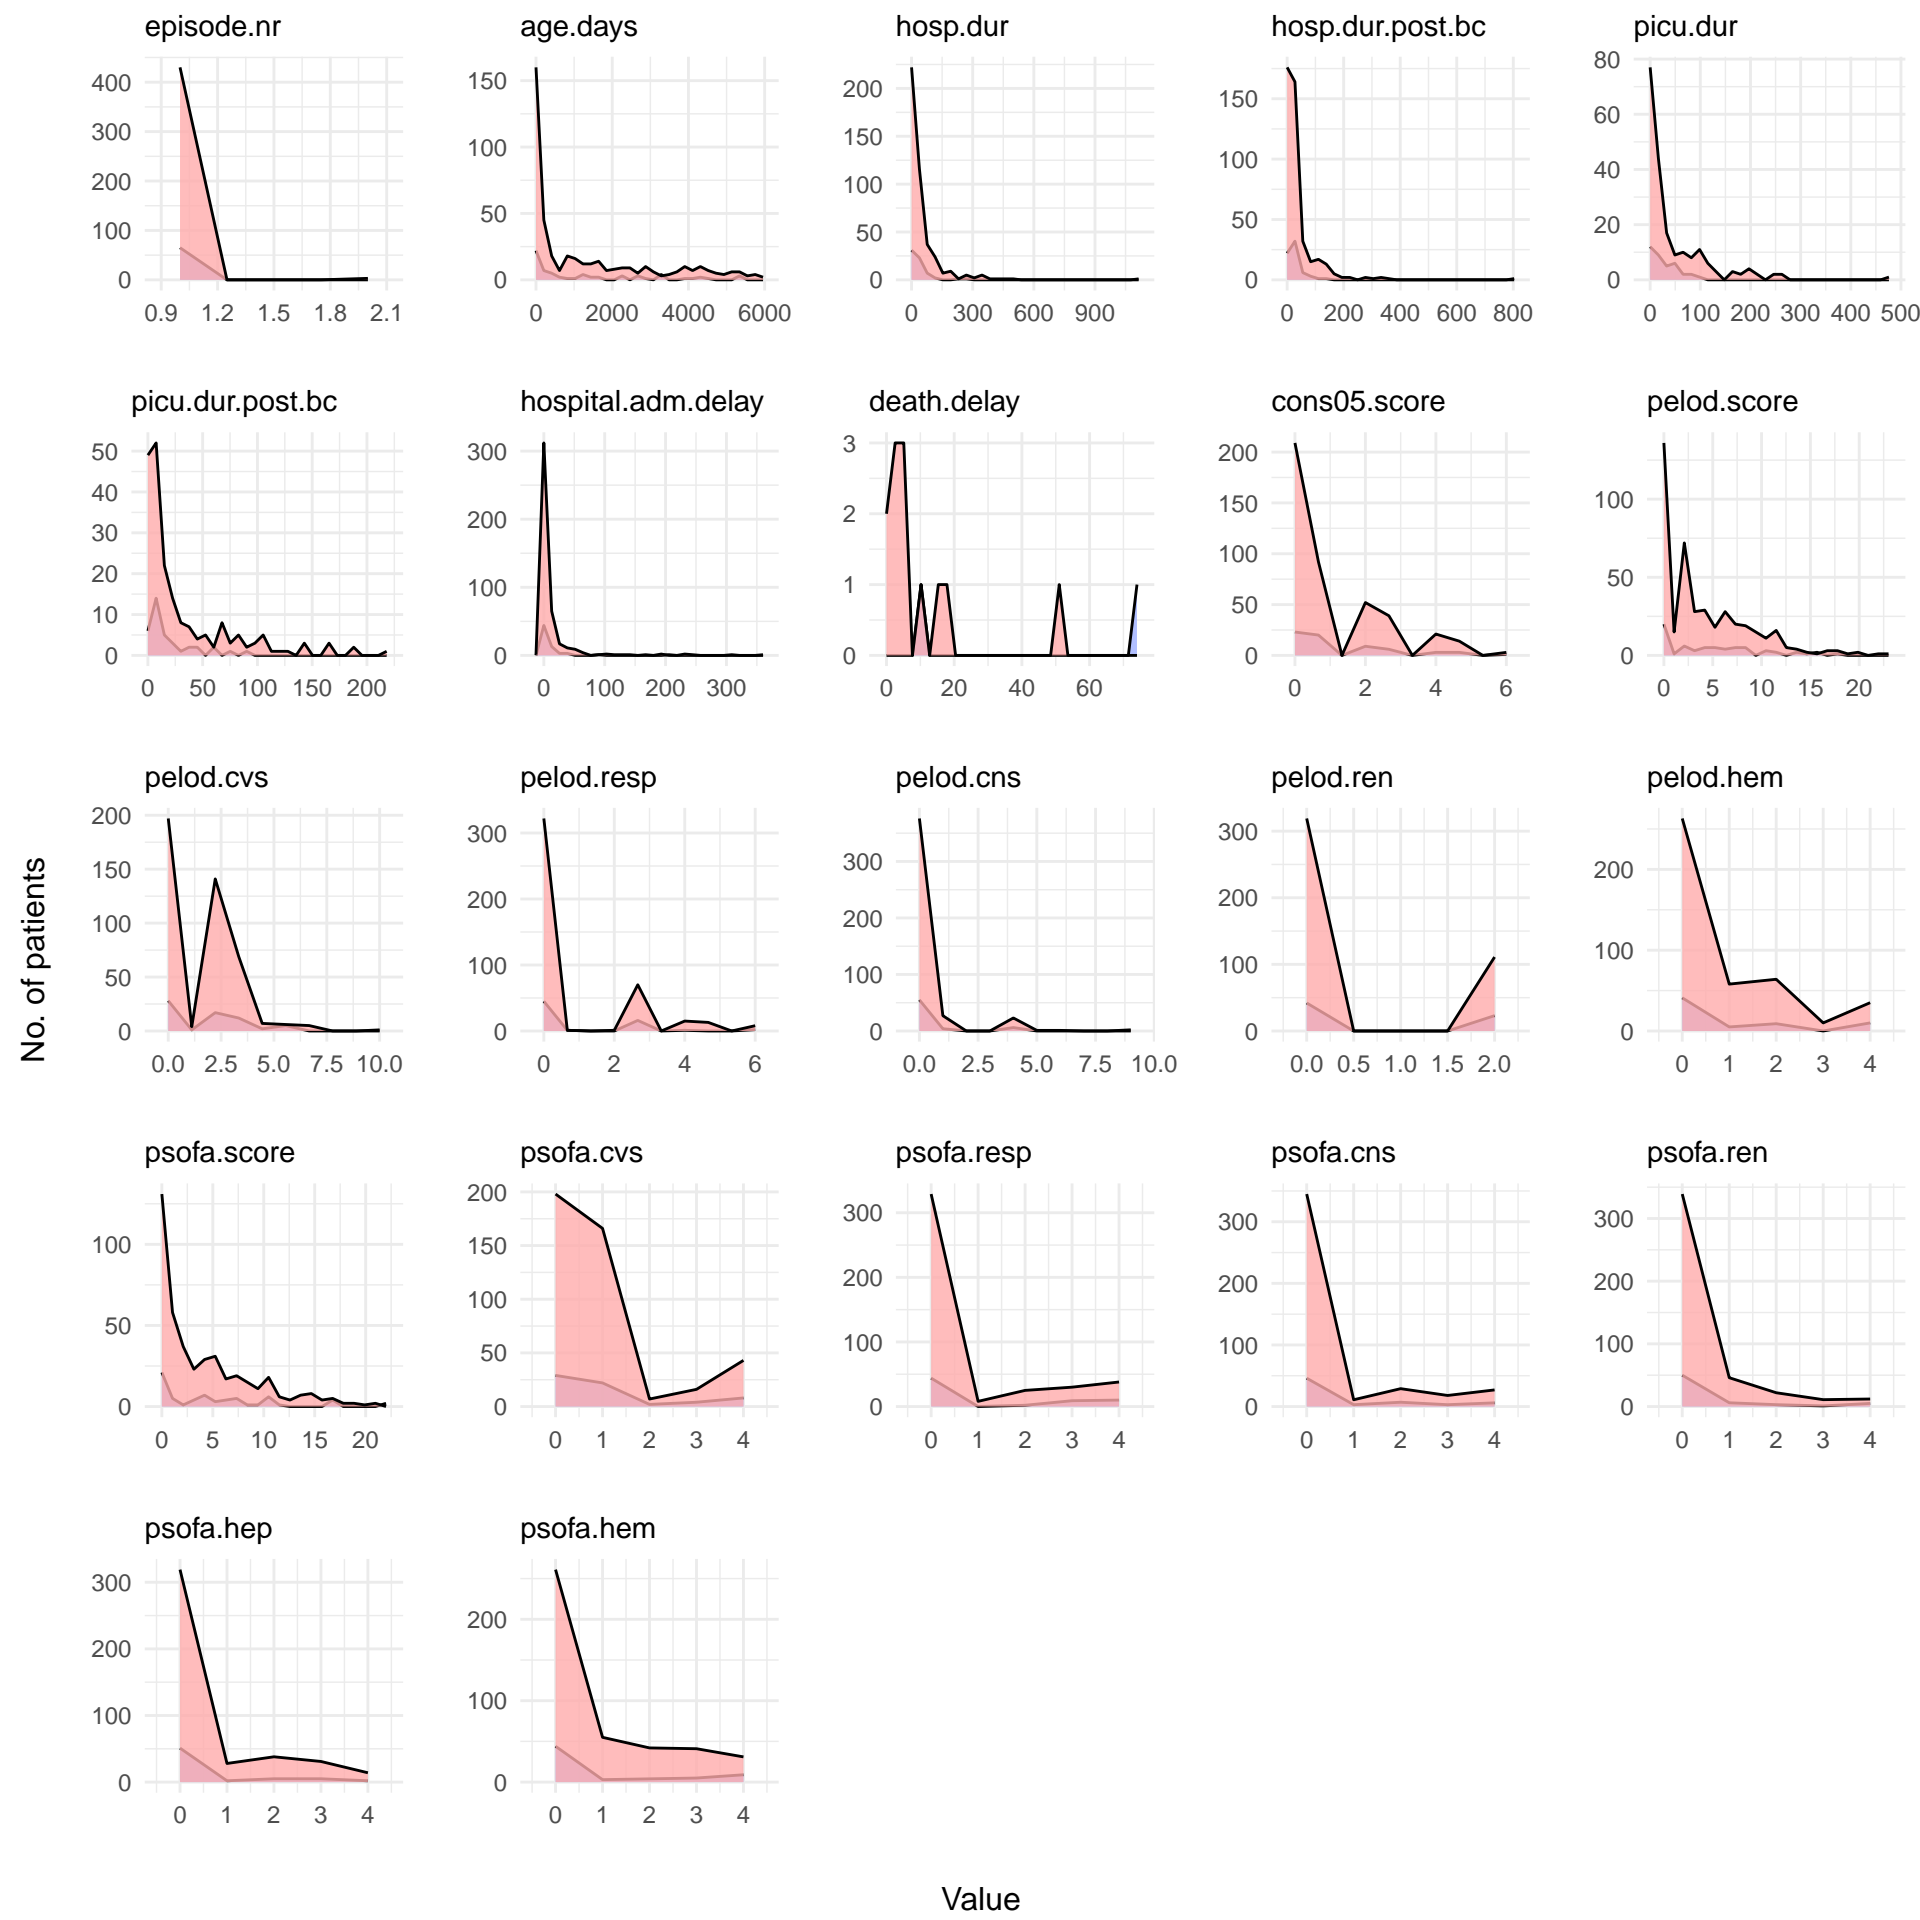 episode.nr age.days hosp.dur hosp.dur.post.bc picu.dur
400 300 200 100 0
0.9 1.2 1.5 1.8 2.1
150 100 50 0
0 2000 4000 6000
200 150 100 50 0
0 300 600 900
150 100 50 0
0 200 400 600 800
80 60 40 20 0
0 100 200 300 400 500
picu.dur.post.bc hospital.adm.delay death.delay cons05.score pelod.score
50 40 30 20 10 0
0 50 100 150 200
300 200 100 0
0 100 200 300
3 2 1 0
0 20 40 60
200 150 100 50 0
0 2 4 6
100 50 0
0 5 10 15 20
pelod.cvs pelod.resp pelod.cns pelod.ren pelod.hem
200 150 100 50 0
0.0 2.5 5.0 7.5 10.0
300 200 100 0
0 2 4 6
300 200 100 0
0.0 2.5 5.0 7.5 10.0
300 200 100 0
0.0 0.5 1.0 1.5 2.0
200 100 0
0 1 2 3 4
psofa.score psofa.cvs psofa.resp psofa.cns psofa.ren
100 50 0
0 5 10 15 20
200 150 100 50 0
0 1 2 3 4
300 200 100 0
0 1 2 3 4
300 200 100 0
0 1 2 3 4
300 200 100 0
0 1 2 3 4
psofa.hep psofa.hem
300 200 100 0
0 1 2 3 4
200 100 0
0 1 2 3 4
No. of patients
Value